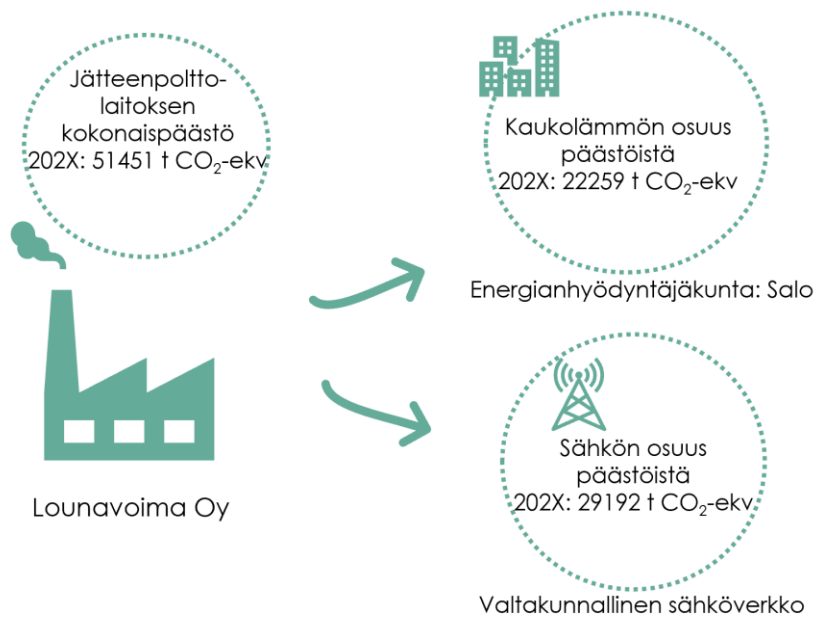 Jätteenpoltto-
laitoksen
kokonaispäästö
202X: 51451 t CO₂-ekv
Lounavoima Oy
Kaukolämmön osuus
päästöistä
202X: 22259 t CO₂-ekv
Energianhyödyntäjäkunta: Salo
Sähkön osuus
päästöistä
202X: 29192 t CO₂-ekv
Valtakunnallinen sähköverkko